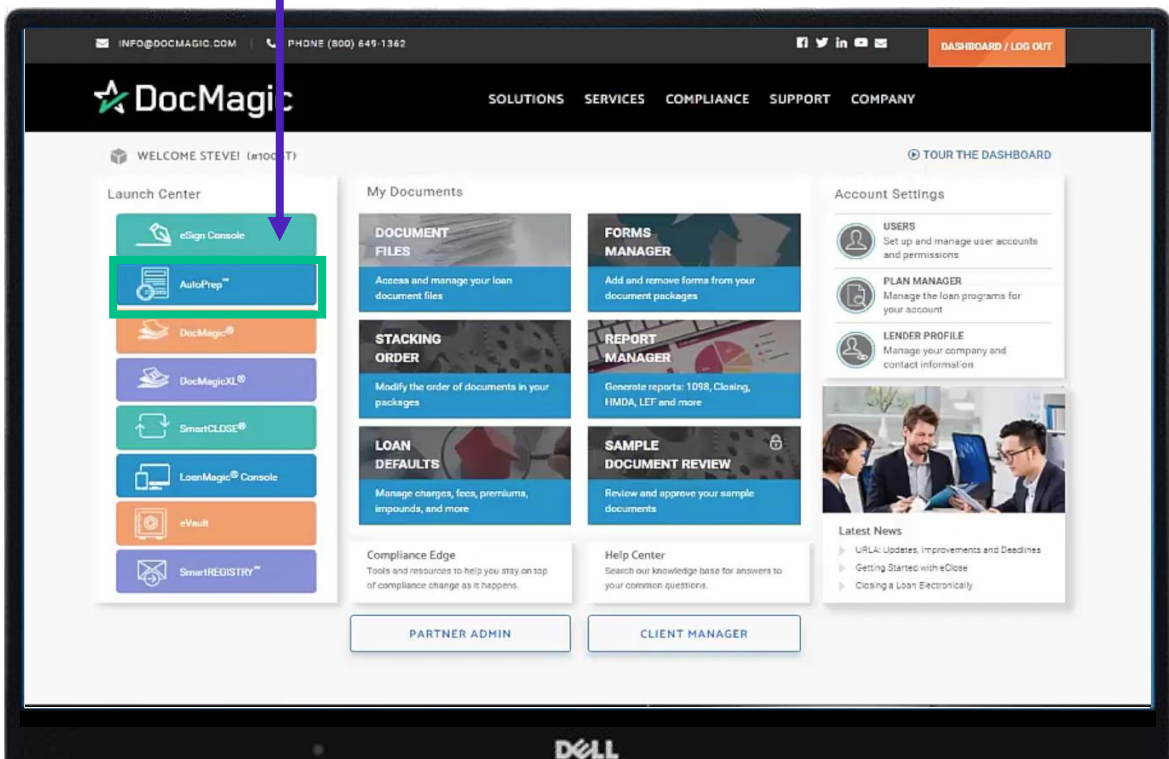 INFO@DOCMAGIC.COM | PHONE (800) 649-1362
DASHBOARD / LOG OUT
DocMagic
SOLUTIONS SERVICES COMPLIANCE SUPPORT COMPANY
WELCOME STEVE!
TOUR THE DASHBOARD
Launch Center
eSign Console
AutoPrep™
DocMagic®
DocMagicXL®
SmartCLOSE®
LoanMagic® Console
eVault
SmartREGISTRY™
My Documents
DOCUMENT
FILES
Access and manage your loan
document files
FORMS
MANAGER
Add and remove forms from your
document packages
STACKING
ORDER
Modify the order of documents in your
packages
REPORT
MANAGER
Generate reports: 1098, Closing,
HMDA, LEF and more
LOAN
DEFAULTS
Manage charges, fees, premiums,
impounds, and more
SAMPLE
DOCUMENT REVIEW
Review and approve your sample
documents
Compliance Edge
Tools and resources to help you stay on top
of compliance change as it happens.
Help Center
Search our knowledge base for answers to
your common questions.
PARTNER ADMIN
CLIENT MANAGER
Account Settings
USERS
Set up and manage user accounts
and permissions
PLAN MANAGER
Manage the loan programs for
your account
LENDER PROFILE
Manage your company and
contact information
Latest News
URLA: Updates, Improvements and Deadlines
Getting Started with eClose
Closing a Loan Electronically
DELL